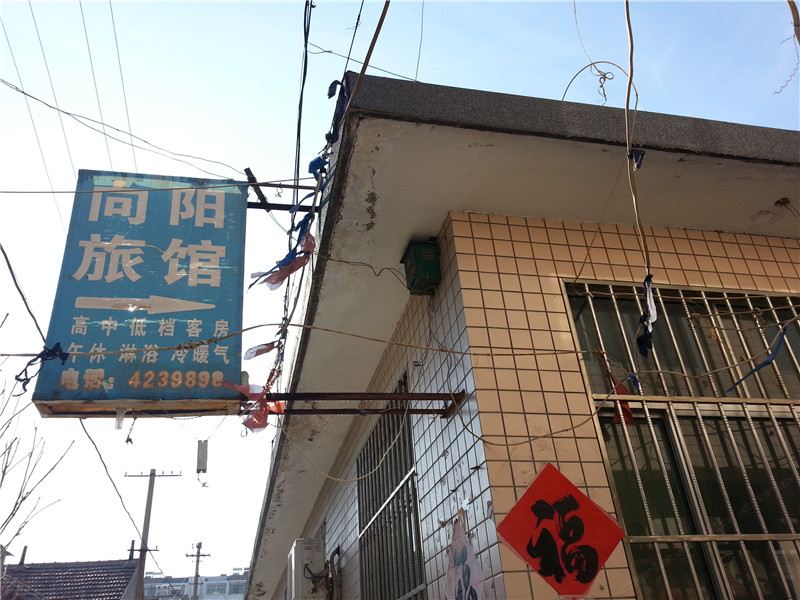 向阳
旅馆
高中低档客房
午休 淋浴 冷暖气
电话：4239898
福